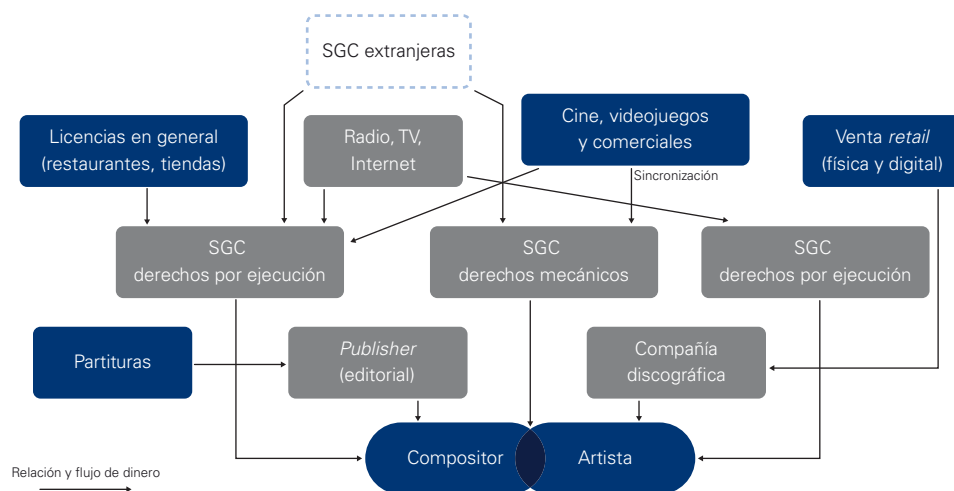 SGC extranjeras
Licencias en general
(restaurantes, tiendas)
Radio, TV,
Internet
Cine, videojuegos
y comerciales
Venta retail
(física y digital)
Sincronización
SGC
derechos por ejecución
SGC
derechos mecánicos
SGC
derechos por ejecución
Partituras
Publisher
(editorial)
Compañía
discográfica
Compositor
Artista
Relación y flujo de dinero